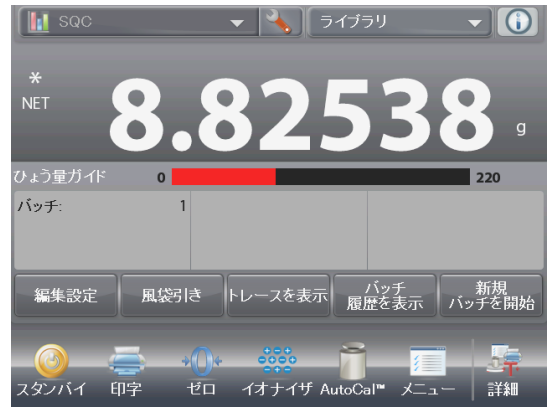 SQC ライブラリ
*
NET 8.82538 g
ひょう量ガイド 0 220
バッチ: 1
編集設定 風袋引き トレースを表示 バッチ 新規
履歴を表示 バッチを開始
スタンバイ 印字 ゼロ イオナイザ AutoCal™ メニュー 詳細